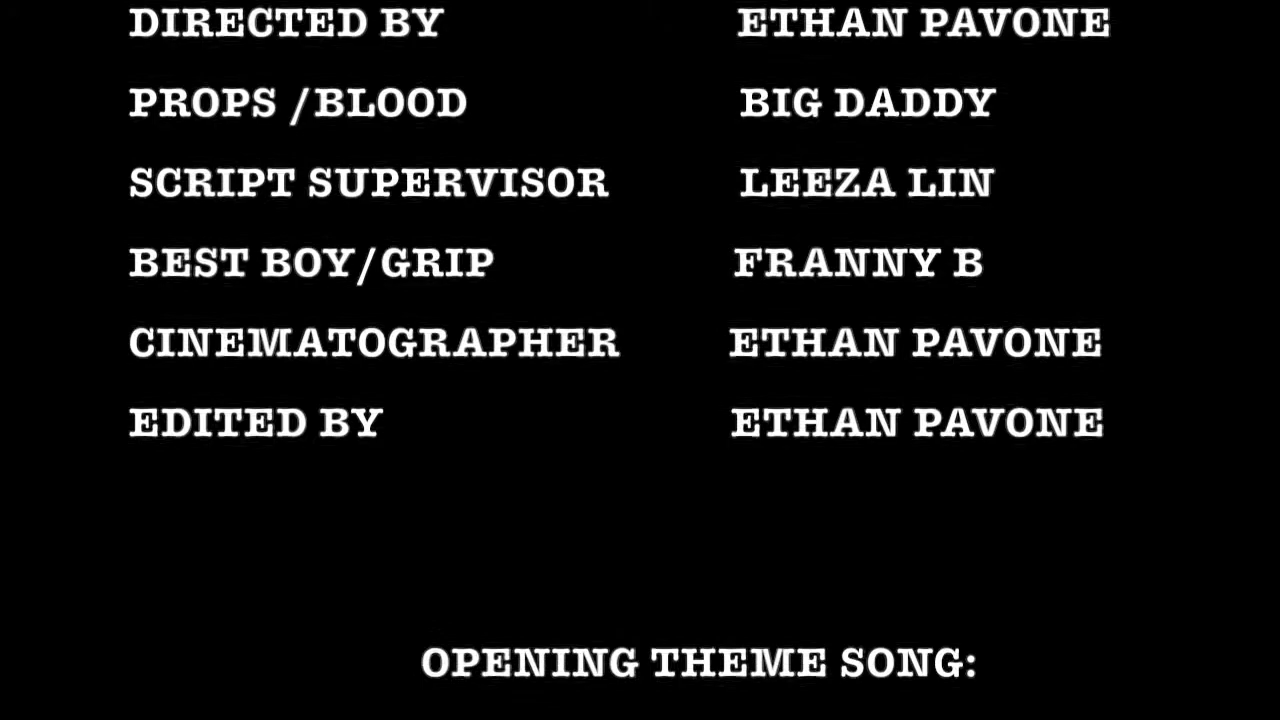 DIRECTED BY ETHAN PAVONE
PROPS /BLOOD BIG DADDY
SCRIPT SUPERVISOR LEEZA LIN
BEST BOY/GRIP FRANNY B
CINEMATOGRAPHER ETHAN PAVONE
EDITED BY ETHAN PAVONE
OPENING THEME SONG: